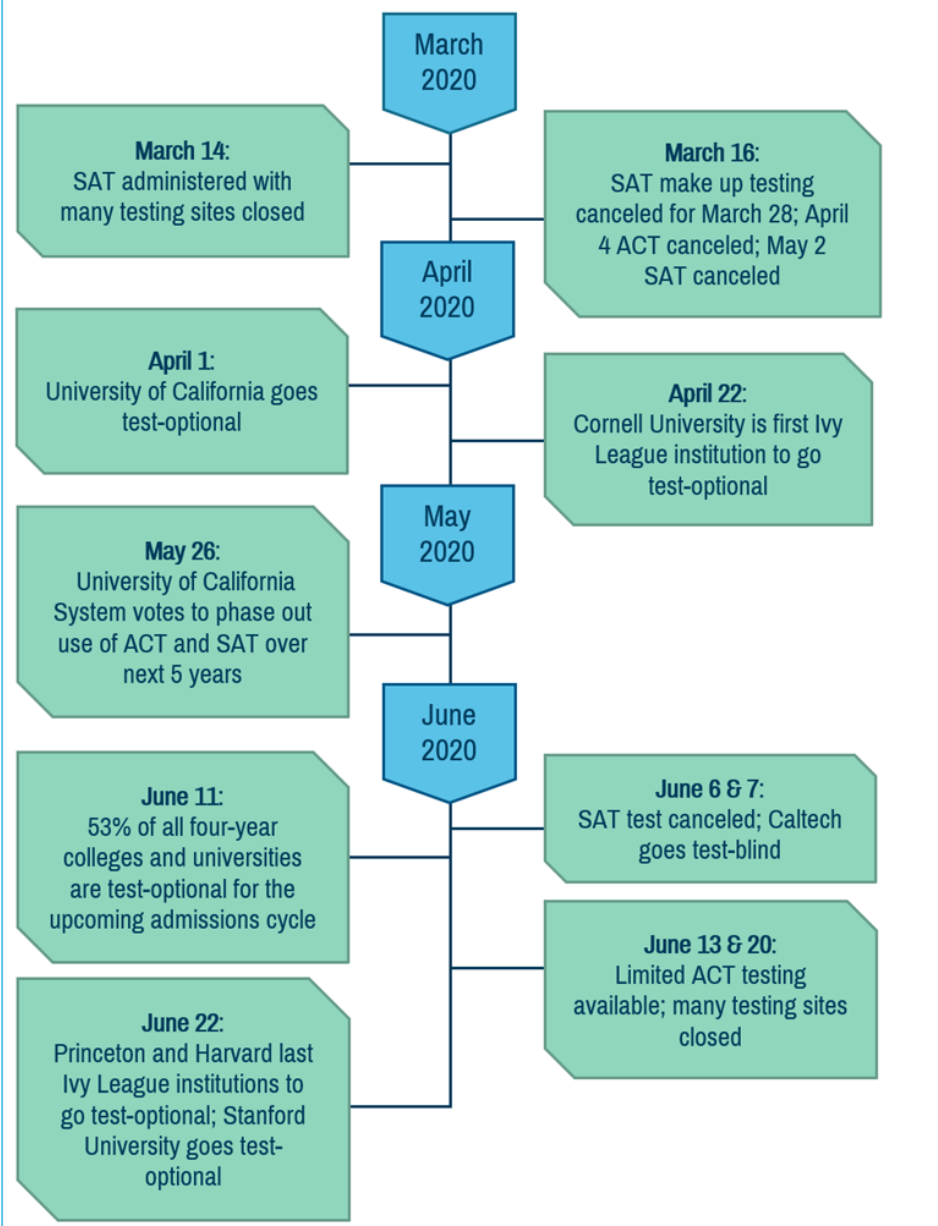 March
2020
March 14:
SAT administered with
many testing sites closed
March 16:
SAT make up testing
canceled for March 28; April
4 ACT canceled; May 2
SAT canceled
April
2020
April 1:
University of California goes
test-optional
April 22:
Cornell University is first Ivy
League institution to go
test-optional
May
2020
May 26:
University of California
System votes to phase out
use of ACT and SAT over
next 5 years
June
2020
June 6 & 7:
SAT test canceled; Caltech
goes test-blind
June 11:
53% of all four-year
colleges and universities
are test-optional for the
upcoming admissions cycle
June 13 & 20:
Limited ACT testing
available; many testing sites
closed
June 22:
Princeton and Harvard last
Ivy League institutions to
go test-optional; Stanford
University goes test-
optional